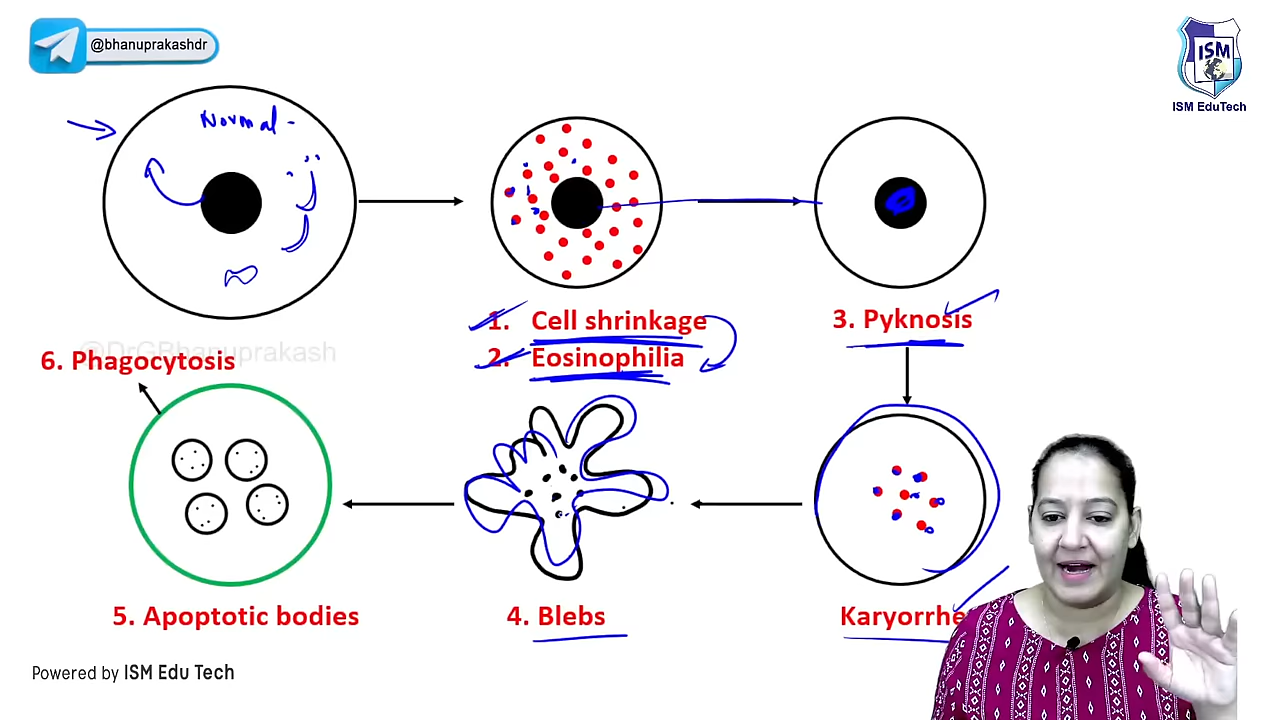 @bhanuprakashdr
ISM
ISM EduTech
Normal -
1. Cell shrinkage
2. Eosinophilia
3. Pyknosis
@DrGBhanuprakash
6. Phagocytosis
5. Apoptotic bodies
4. Blebs
Karyorrhe
Powered by ISM Edu Tech